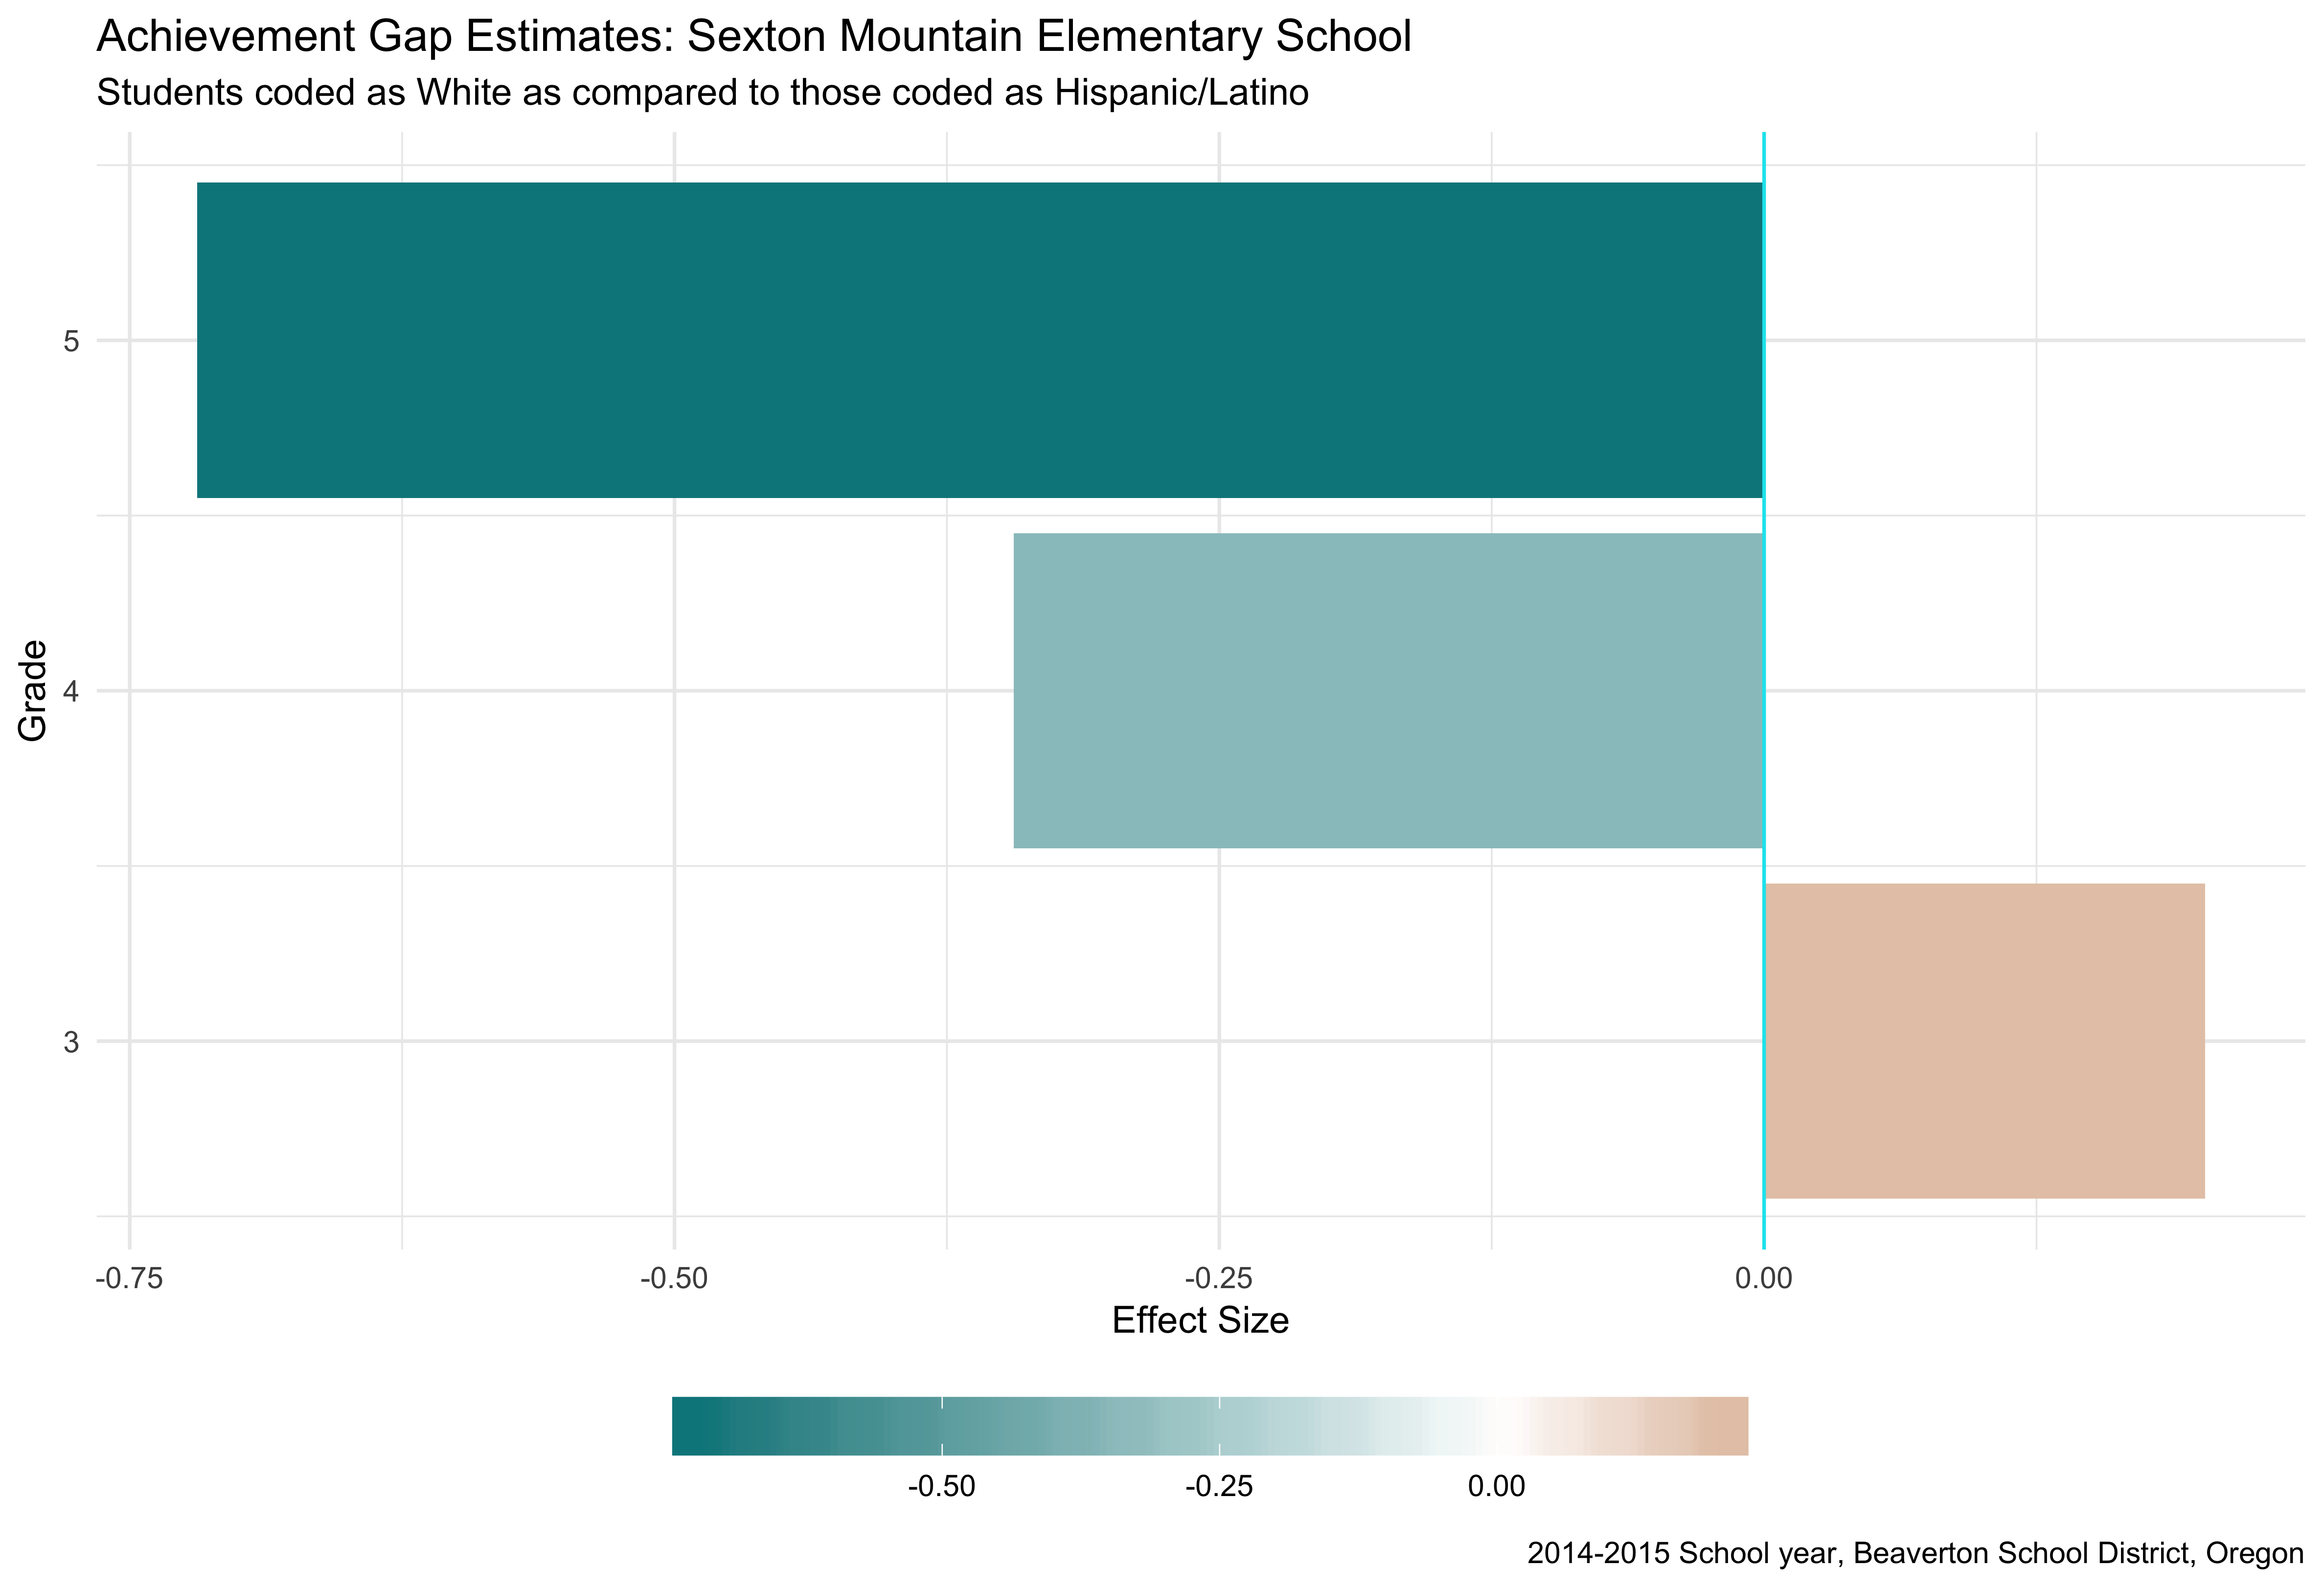 Achievement Gap Estimates: Sexton Mountain Elementary School
Students coded as White as compared to those coded as Hispanic/Latino
5
4
3
Grade
-0.75
-0.50
-0.25
0.00
Effect Size
-0.50
-0.25
0.00
2014-2015 School year, Beaverton School District, Oregon